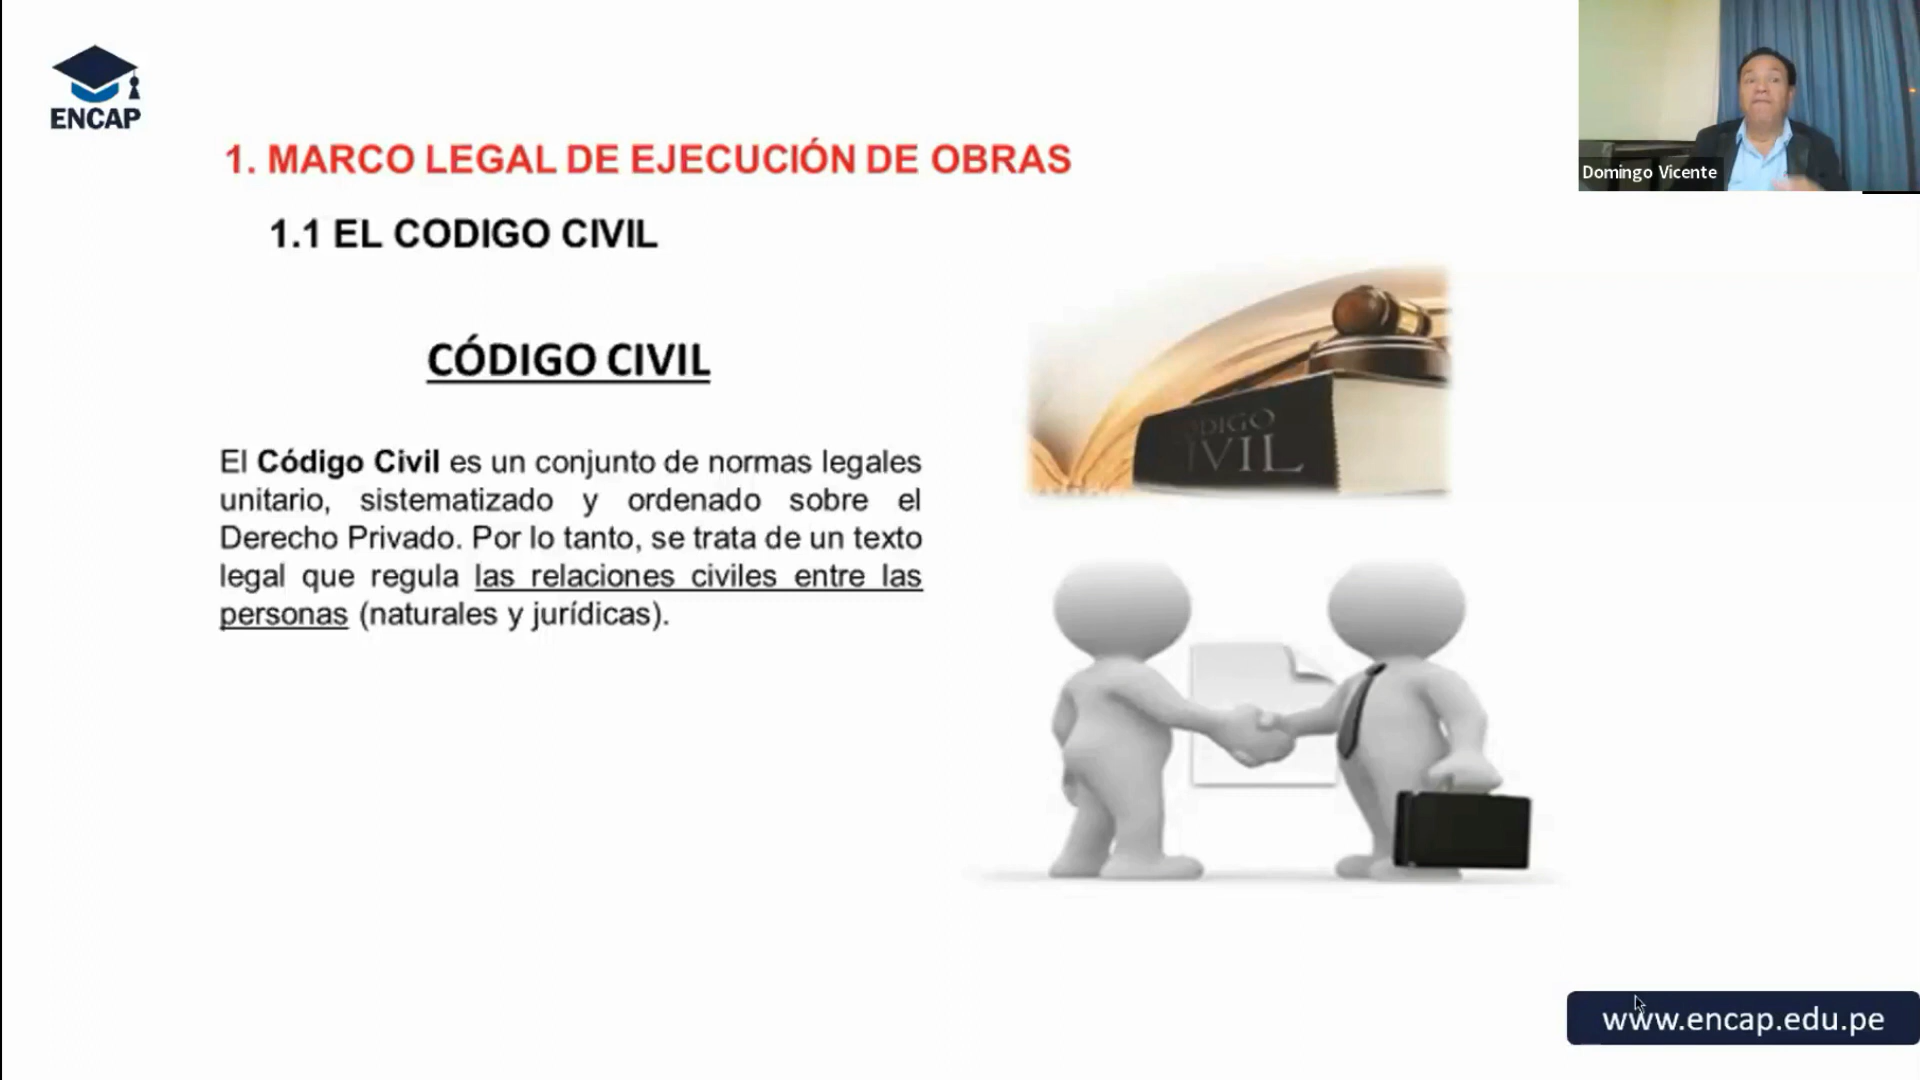 ENCAP
Domingo Vicente
1. MARCO LEGAL DE EJECUCIÓN DE OBRAS
1.1 EL CODIGO CIVIL
CÓDIGO CIVIL
El Código Civil es un conjunto de normas legales
unitario, sistematizado y ordenado sobre el
Derecho Privado. Por lo tanto, se trata de un texto
legal que regula las relaciones civiles entre las
personas (naturales y jurídicas).
ODIGO
IVIL
www.encap.edu.pe